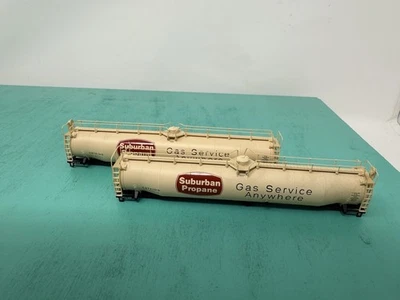 Suburban
Gas Service
Suburban
Propane
Gas Service
Anywhere